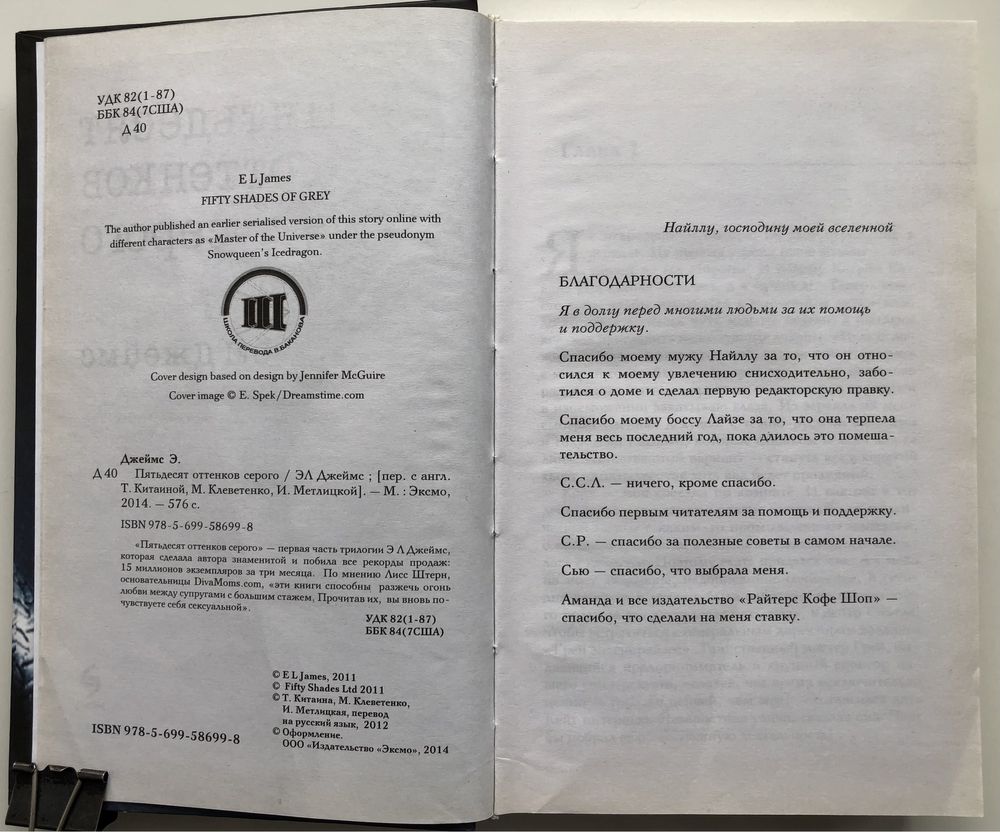 УДК 82(1-87)
ББК 84(7США)
Д 40
E L James
FIFTY SHADES OF GREY
The author published an earlier serialised version of this story online with
different characters as «Master of the Universe» under the pseudonym
Snowqueen's Icedragon.
ШКОЛА ПЕРЕВОДА В.БАКАНОВА
Cover design based on design by Jennifer McGuire
Cover image © E. Spek/Dreamstime.com
Джеймс Э.
Д 40 Пятьдесят оттенков серого / ЭЛ Джеймс ; [пер. с англ.
Т. Китаиной, М. Клеветенко, И. Метлицкой]. — М. : Эксмо,
2014. — 576 с.
ISBN 978-5-699-58699-8
«Пятьдесят оттенков серого» — первая часть трилогии Э Л Джеймс,
которая сделала автора знаменитой и побила все рекорды продаж:
15 миллионов экземпляров за три месяца. По мнению Лисс Штерн,
основательницы DivaMoms.com, «эти книги способны разжечь огонь
любви между супругами с большим стажем, Прочитав их, вы вновь по-
чувствуете себя сексуальной».
УДК 82(1-87)
ББК 84(7США)
© E L James, 2011
© Fifty Shades Ltd 2011
© Т. Китаина, М. Клеветенко,
И. Метлицкая, перевод
на русский язык, 2012
© Оформление.
ООО «Издательство «Эксмо», 2014
ISBN 978-5-699-58699-8
Найллу, господину моей вселенной
БЛАГОДАРНОСТИ
Я в долгу перед многими людьми за их помощь
и поддержку.
Спасибо моему мужу Найллу за то, что он отно-
сился к моему увлечению снисходительно, забо-
тился о доме и сделал первую редакторскую правку.
Спасибо моему боссу Лайзе за то, что она терпела
меня весь последний год, пока длилось это помеша-
тельство.
С.С.Л. — ничего, кроме спасибо.
Спасибо первым читателям за помощь и поддержку.
С.Р. — спасибо за полезные советы в самом начале.
Сью — спасибо, что выбрала меня.
Аманда и все издательство «Райтерс Кофе Шоп» —
спасибо, что сделали на меня ставку.